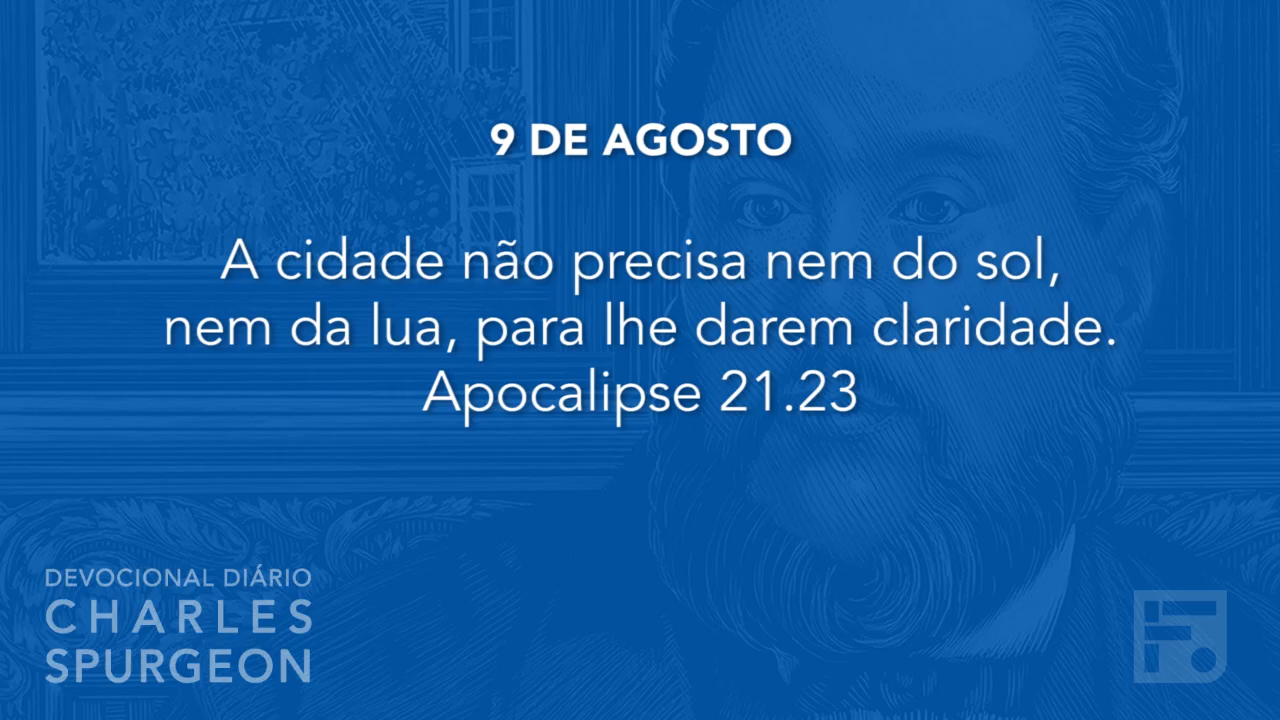 9 DE AGOSTO
A cidade não precisa nem do sol,
nem da lua, para lhe darem claridade.
Apocalipse 21.23
DEVOCIONAL DIÁRIO
CHARLES
SPURGEON